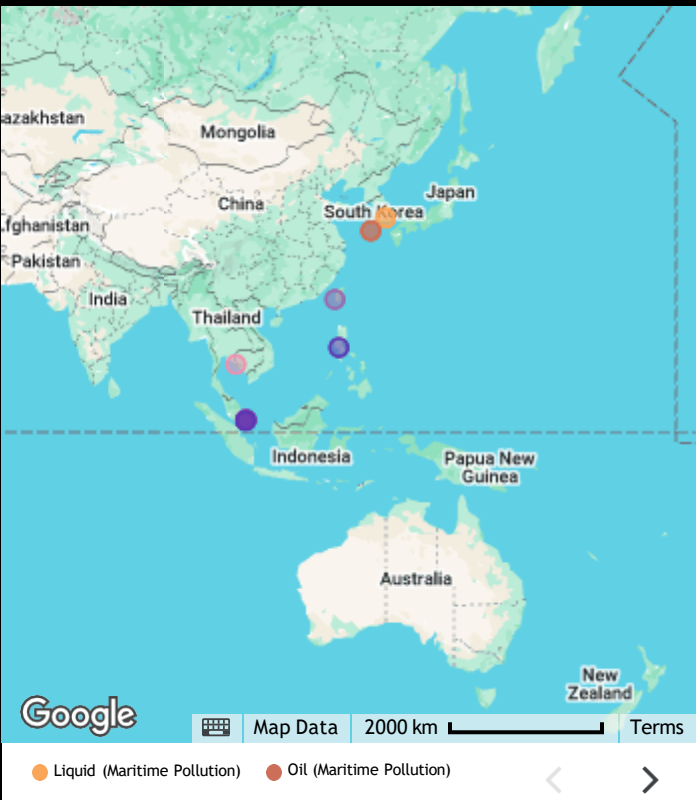 azakhstan
Mongolia
Japan
China
South Korea
fghanistan
Pakistan
India
Thailand
Indonesia
Papua New
Guinea
Australia
New
Zealand
Google
Map Data
2000 km
Terms
Liquid (Maritime Pollution)
Oil (Maritime Pollution)